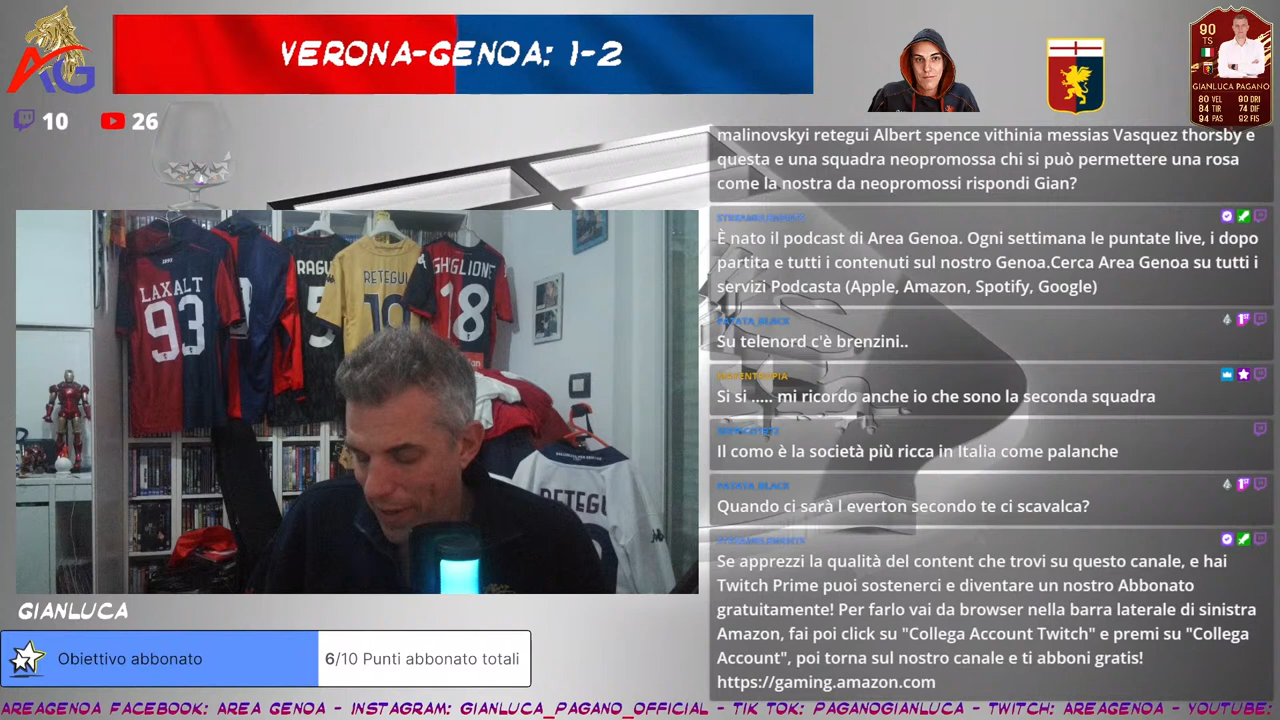 AG
VERONA-GENOA: 1-2
90
TS
GIANLUCA PAGANO
80 VEL 90 DRI
84 TIR 74 DIF
94 PAS 92 FIS
10
26
malinovskyi retegui Albert spence vithinia messias Vasquez thorsby e
questa e una squadra neopromossa chi si può permettere una rosa
come la nostra da neopromossi rispondi Gian?
STREAMELEMENTS
È nato il podcast di Area Genoa. Ogni settimana le puntate live, i dopo
partita e tutti i contenuti sul nostro Genoa.Cerca Area Genoa su tutti i
servizi Podcasta (Apple, Amazon, Spotify, Google)
PATATA_BLACK
Su telenord c'è brenzini..
Si si ..... mi ricordo anche io che sono la seconda squadra
Il como è la società più ricca in Italia come palanche
PATATA_BLACK
Quando ci sarà l everton secondo te ci scavalca?
STREAMELEMENTS
Se apprezzi la qualità del content che trovi su questo canale, e hai
Twitch Prime puoi sostenerci e diventare un nostro Abbonato
gratuitamente! Per farlo vai da browser nella barra laterale di sinistra
Amazon, fai poi click su "Collega Account Twitch" e premi su "Collega
Account", poi torna sul nostro canale e ti abboni gratis!
https://gaming.amazon.com
LAXALT
93
RAGU
5
RETEGUI
19
GHIGLIONE
18
RETEGU
GIANLUCA
Obiettivo abbonato
6/10 Punti abbonato totali
AREAGENOA FACEBOOK: AREA GENOA - INSTAGRAM: GIANLUCA_PAGANO_OFFICIAL - TIK TOK: PAGANOGIANLUCA - TWITCH: AREAGENOA - YOUTUBE: